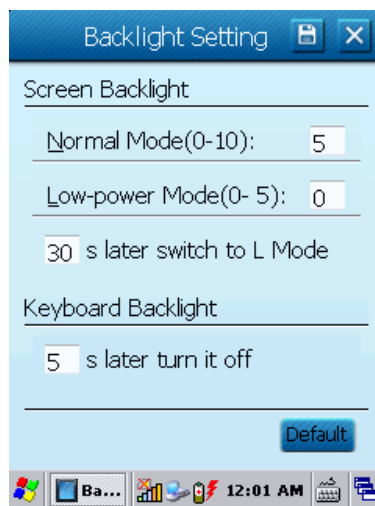 Backlight Setting
Screen Backlight
Normal Mode(0-10): 5
Low-power Mode(0- 5): 0
30 s later switch to L Mode
Keyboard Backlight
5 s later turn it off
Default
Ba... 12:01 AM